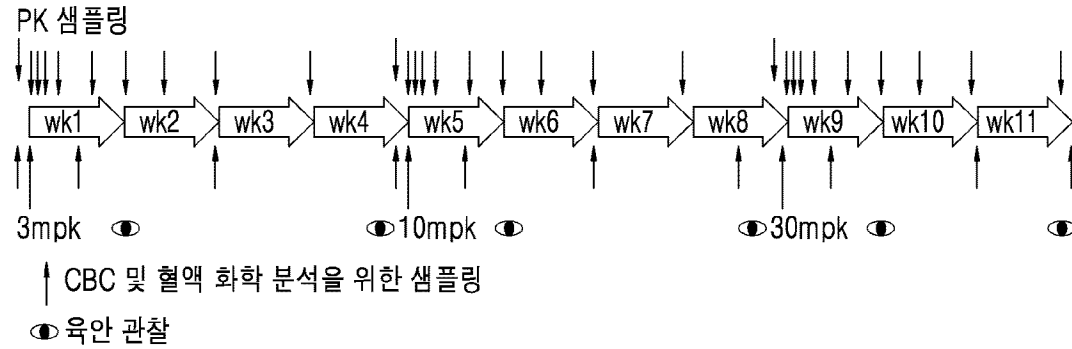 PK 샘플링
wk1 wk2 wk3 wk4 wk5 wk6 wk7 wk8 wk9 wk10 wk11
3mpk 10mpk 30mpk
CBC 및 혈액 화학 분석을 위한 샘플링
육안 관찰